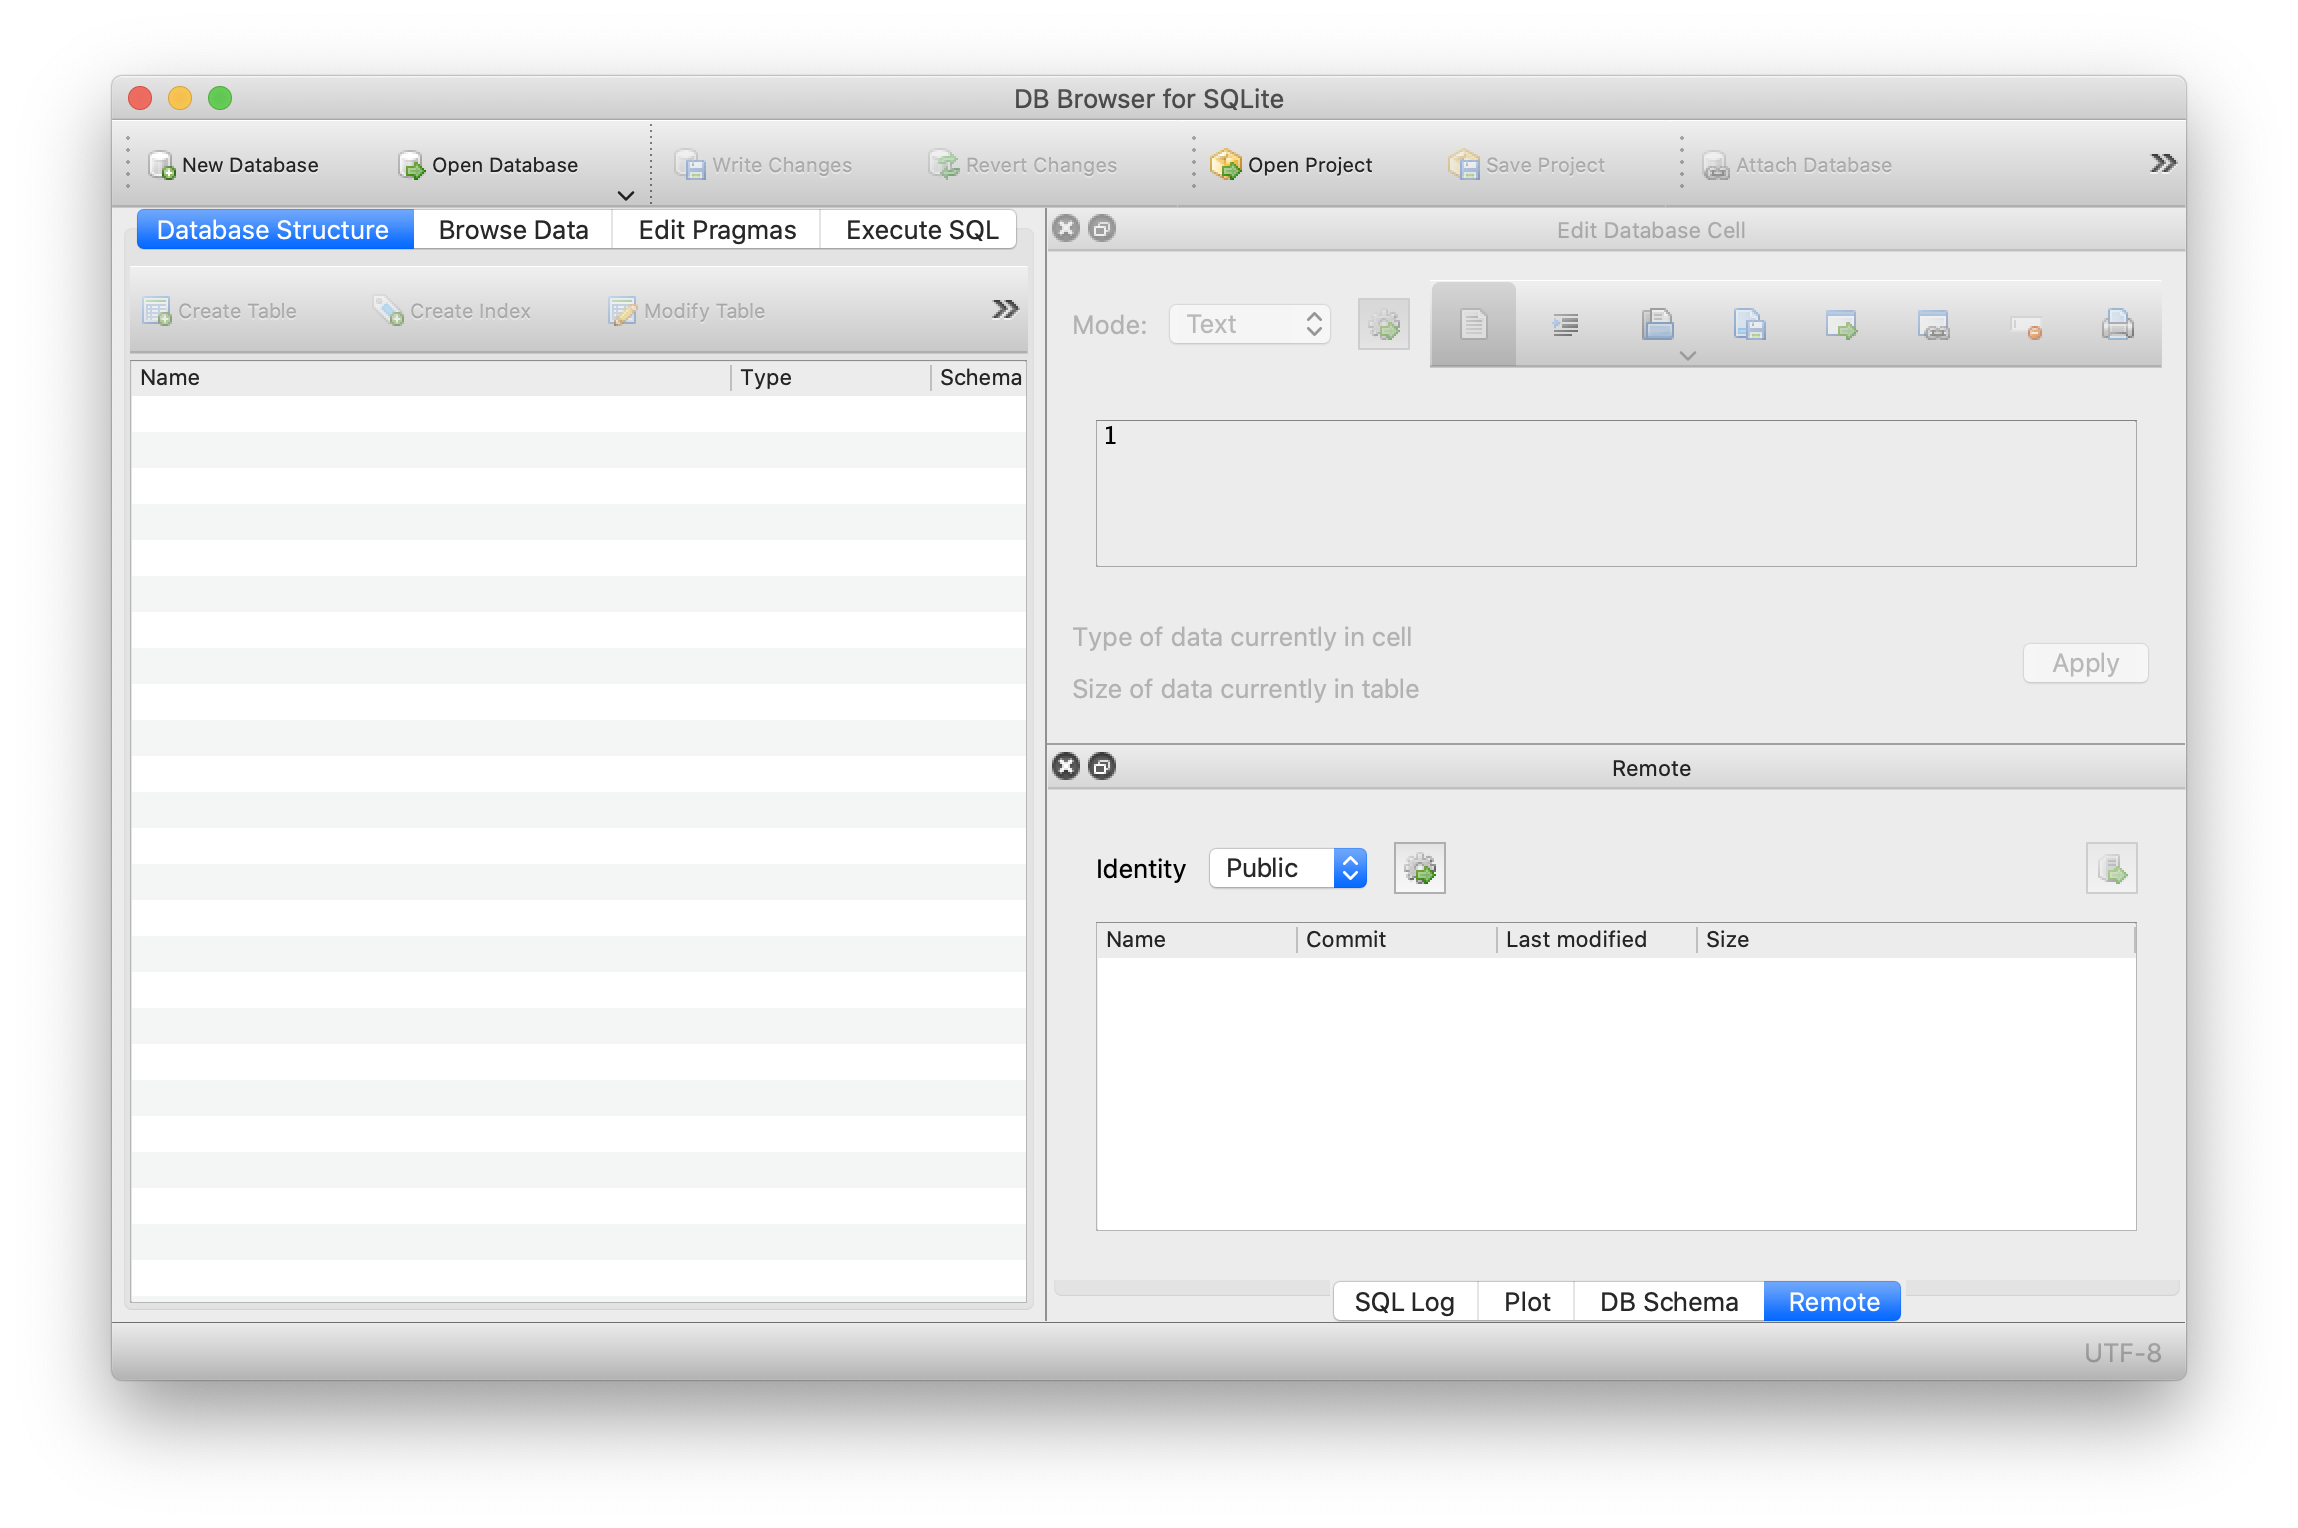 DB Browser for SQLite
New Database Open Database Write Changes Revert Changes Open Project Save Project Attach Database
Database Structure Browse Data Edit Pragmas Execute SQL
Create Table Create Index Modify Table
Name Type Schema
Edit Database Cell
Mode: Text
1
Type of data currently in cell
Size of data currently in table
Apply
Remote
Identity Public
Name Commit Last modified Size
SQL Log Plot DB Schema Remote
UTF-8